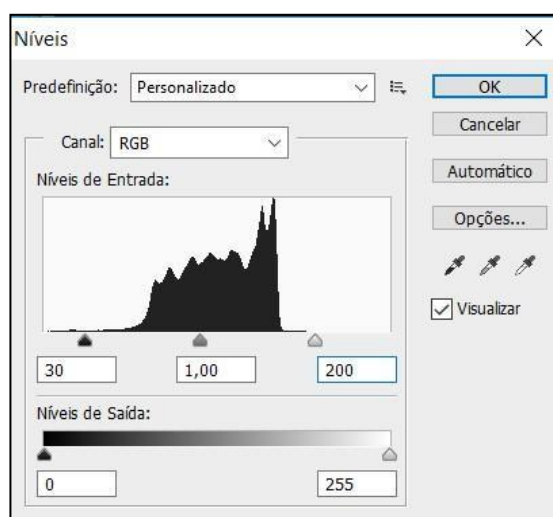 Níveis
Predefinição: Personalizado
OK
Cancelar
Automático
Opções...
Visualizar
Canal: RGB
Níveis de Entrada:
30 1,00 200
Níveis de Saída:
0 255